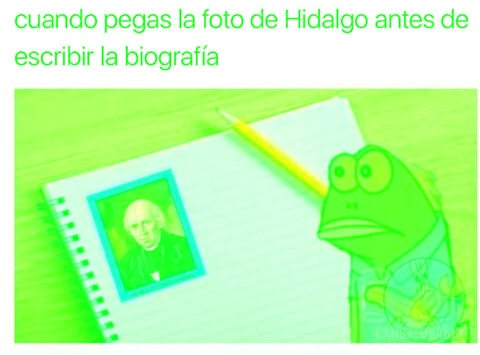 cuando pegas la foto de Hidalgo antes de
escribir la biografía